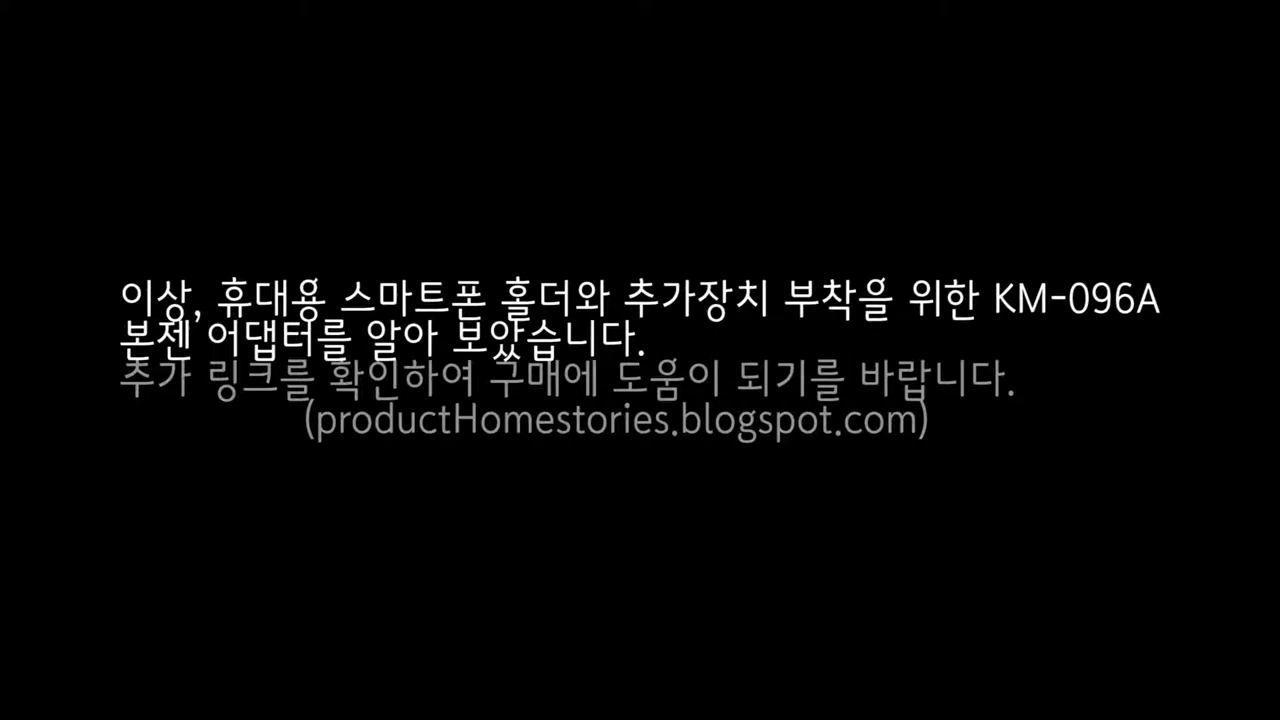 이상, 휴대용 스마트폰 홀더와 추가장치 부착을 위한 KM-096A
본젠 어댑터를 알아 보았습니다.
추가 링크를 확인하여 구매에 도움이 되기를 바랍니다.
(productHomestories.blogspot.com)